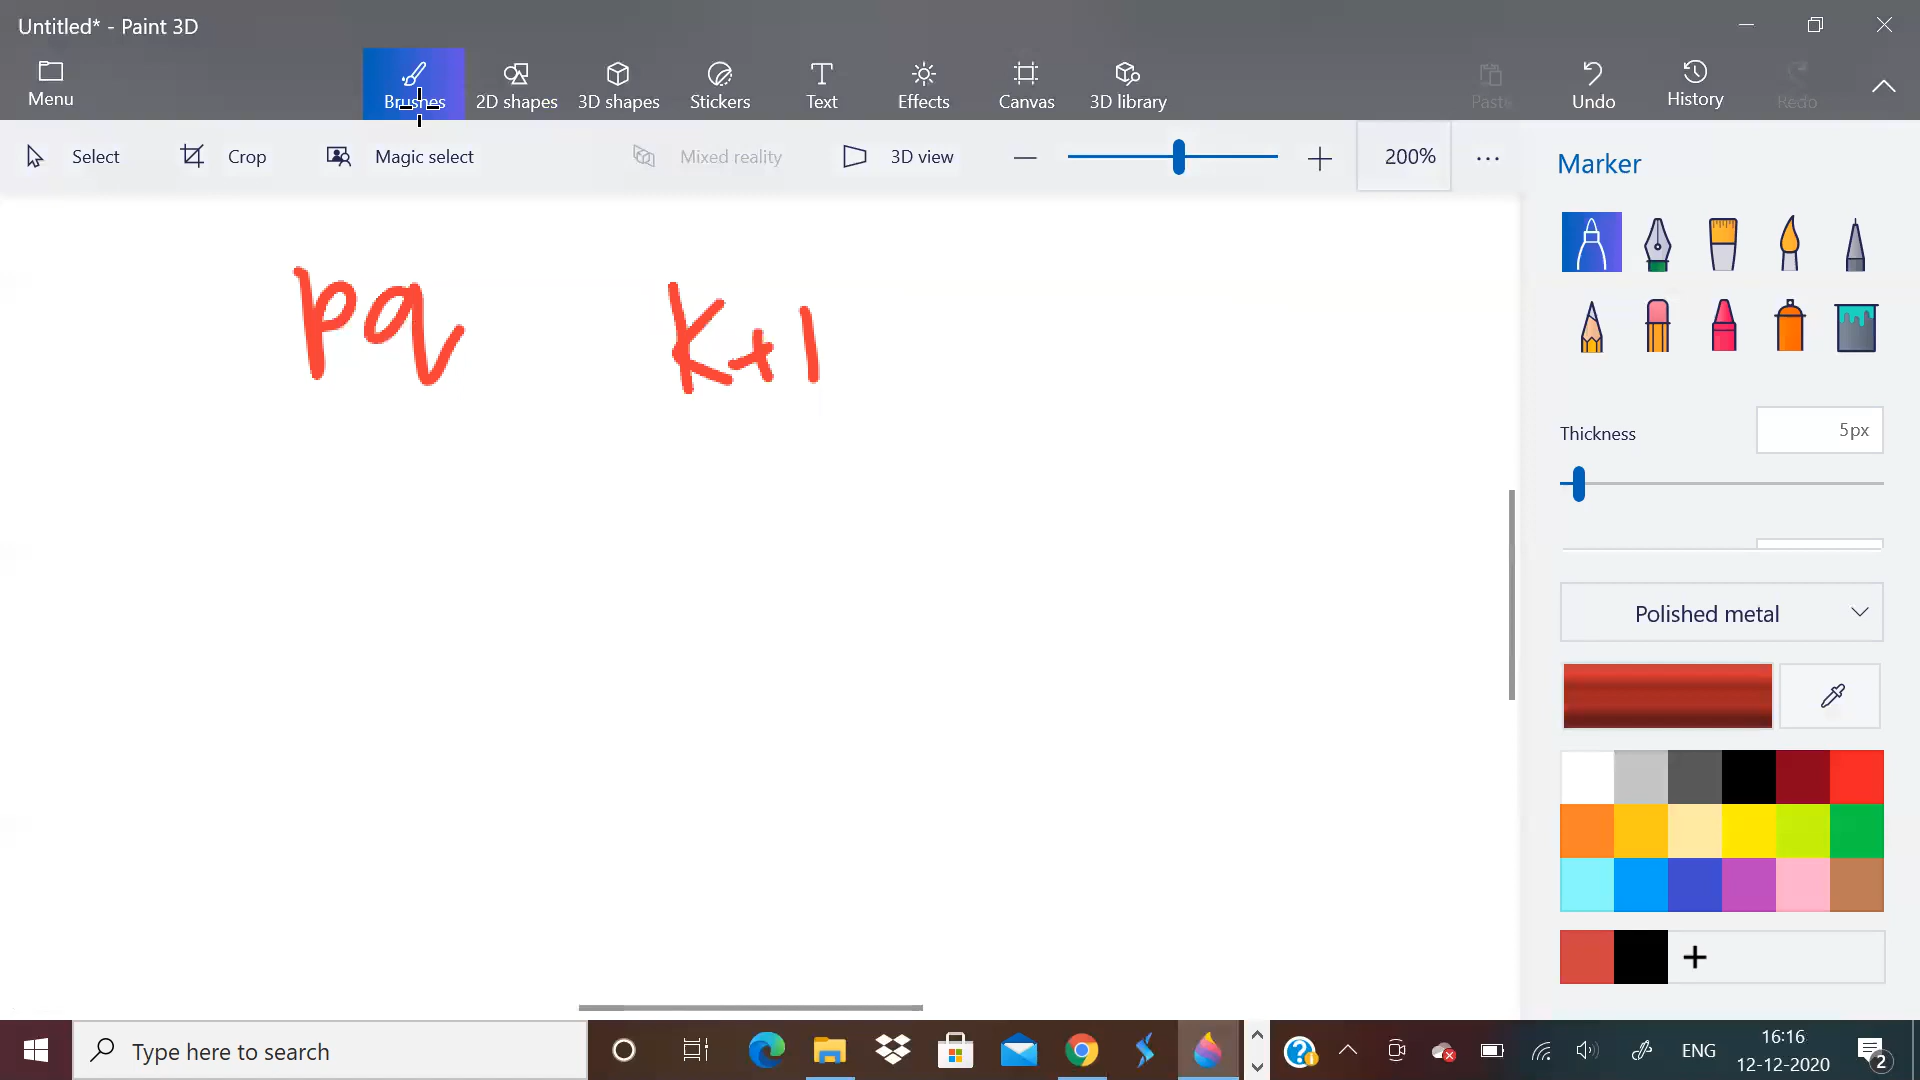 Untitled* - Paint 3D
Menu
Brushes
2D shapes
3D shapes
Stickers
Text
Effects
Canvas
3D library
Paste
Undo
History
Redo
Select
Crop
Magic select
Mixed reality
3D view
200%
Marker
pq k+1
Thickness
5px
Polished metal
Type here to search
ENG
16:16
12-12-2020
2